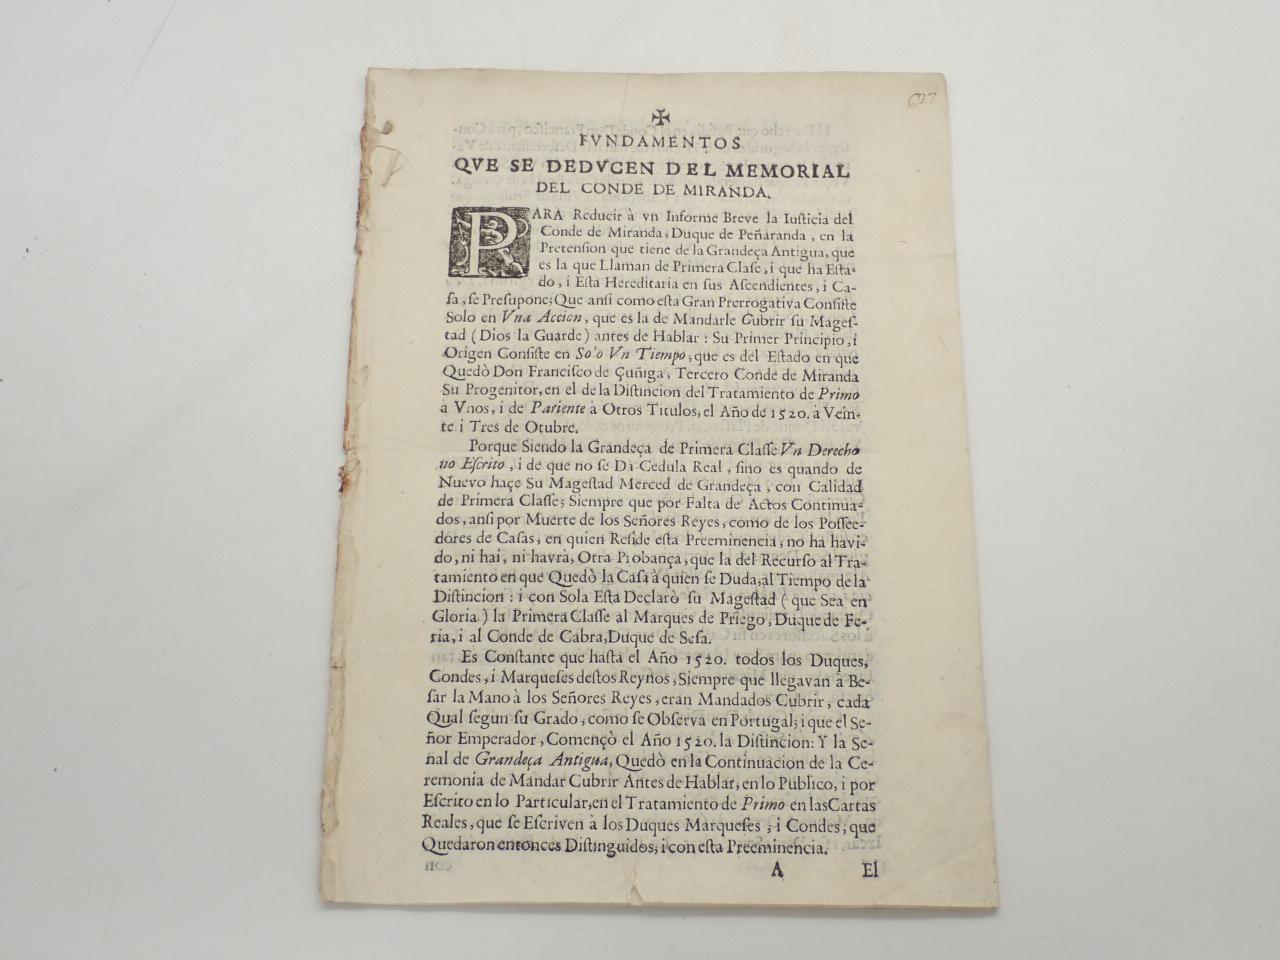 627
✠
FVNDAMENTOS
QVE SE DEDVCEN DEL MEMORIAL
DEL CONDE DE MIRANDA.
PARA Reducir à vn Informe Breve la Iuſticia del
Conde de Miranda, Duque de Peñaranda, en la
Pretenſion que tiene de la Grandeça Antigua, que
es la que Llaman de Primera Claſe, i que ha Eſta-
do, i Eſta Hereditaria en ſus Aſcendientes, i Ca-
ſa, ſe Preſupone; Que anſi como eſta Gran Prerrogativa Conſiſte
Solo en Vna Accion, que es la de Mandarle Cubrir ſu Mageſ-
tad (Dios la Guarde) antes de Hablar: Su Primer Principio, i
Origen Conſiſte en Solo Vn Tiempo, que es del Eſtado en que
Quedò Don Franciſco de Çuñiga, Tercero Conde de Miranda
Su Progenitor, en el de la Diſtincion del Tratamiento de Primo
à Vnos, i de Pariente à Otros Titulos, el Año de 1520. à Vein-
te i Tres de Otubre.
Porque Siendo la Grandeça de Primera Claſſe Vn Derecho
no Eſcrito, i de que no ſe Dà Cedula Real, ſino es quando de
Nuevo haçe Su Mageſtad Merced de Grandeça, con Calidad
de Primera Claſſe; Siempre que por Falta de Actos Continua-
dos, anſi por Muerte de los Señores Reyes, como de los Poſſee-
dores de Caſas, en quien Reſide eſta Preeminencia, no ha havi-
do, ni hai, ni havrà, Otra Probança, que la del Recurſo al Tra-
tamiento en que Quedò la Caſa à quien ſe Duda, al Tiempo de la
Diſtincion: i con Sola Eſta Declarò ſu Mageſtad (que Sea en
Gloria) la Primera Claſſe al Marques de Priego, Duque de Fe-
ria, i al Conde de Cabra, Duque de Seſa.
Es Conſtante que haſta el Año 1520. todos los Duques,
Condes, i Marqueſes deſtos Reynos, Siempre que llegavan à Be-
ſar la Mano à los Señores Reyes, eran Mandados Cubrir, cada
Qual ſegun ſu Grado, como ſe Obſerva en Portugal; i que el Se-
ñor Emperador, Començò el Año 1520. la Diſtincion: Y la Se-
ñal de Grandeça Antigua, Quedò en la Continuacion de la Ce-
remonia de Mandar Cubrir Antes de Hablar, en lo Publico, i por
Eſcrito en lo Particular, en el Tratamiento de Primo en las Cartas
Reales, que ſe Eſcriven à los Duques Marqueſes, i Condes, que
Quedaron entonces Diſtinguidos, i con eſta Preeminencia.
A El